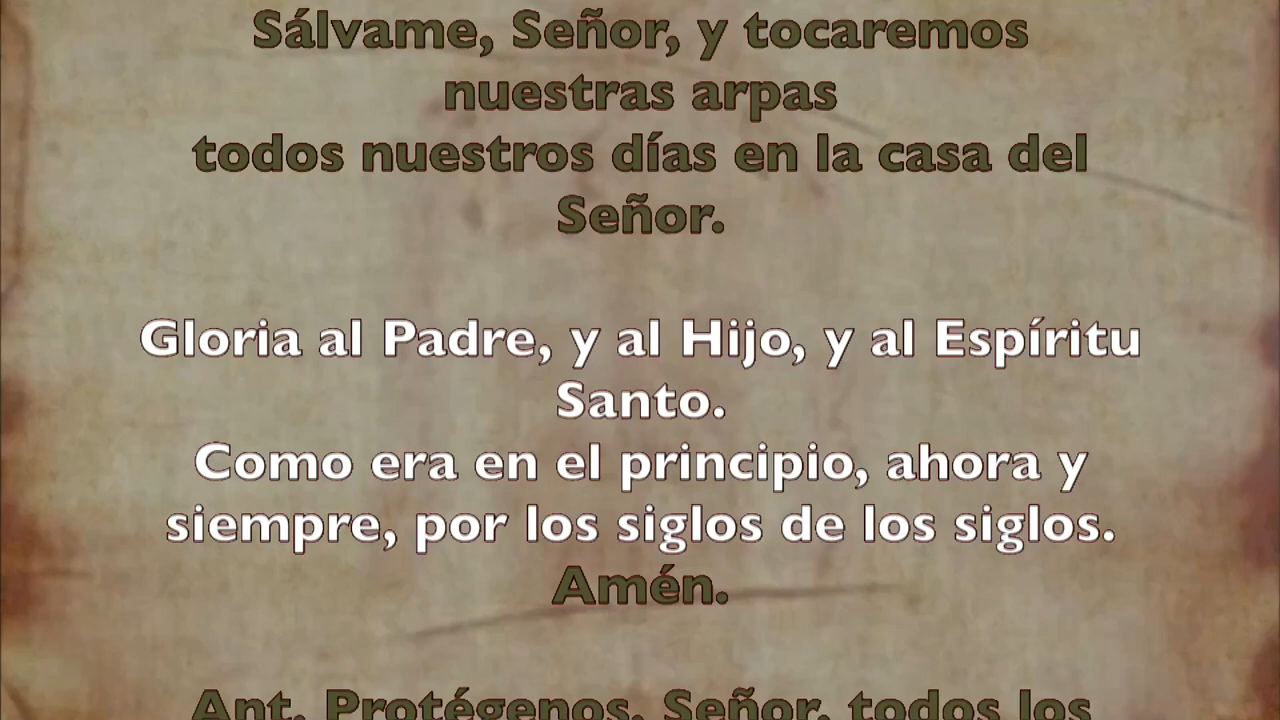 Sálvame, Señor, y tocaremos
nuestras arpas
todos nuestros días en la casa del
Señor.
Gloria al Padre, y al Hijo, y al Espíritu
Santo.
Como era en el principio, ahora y
siempre, por los siglos de los siglos.
Amén.
Ant. Protégenos, Señor, todos los